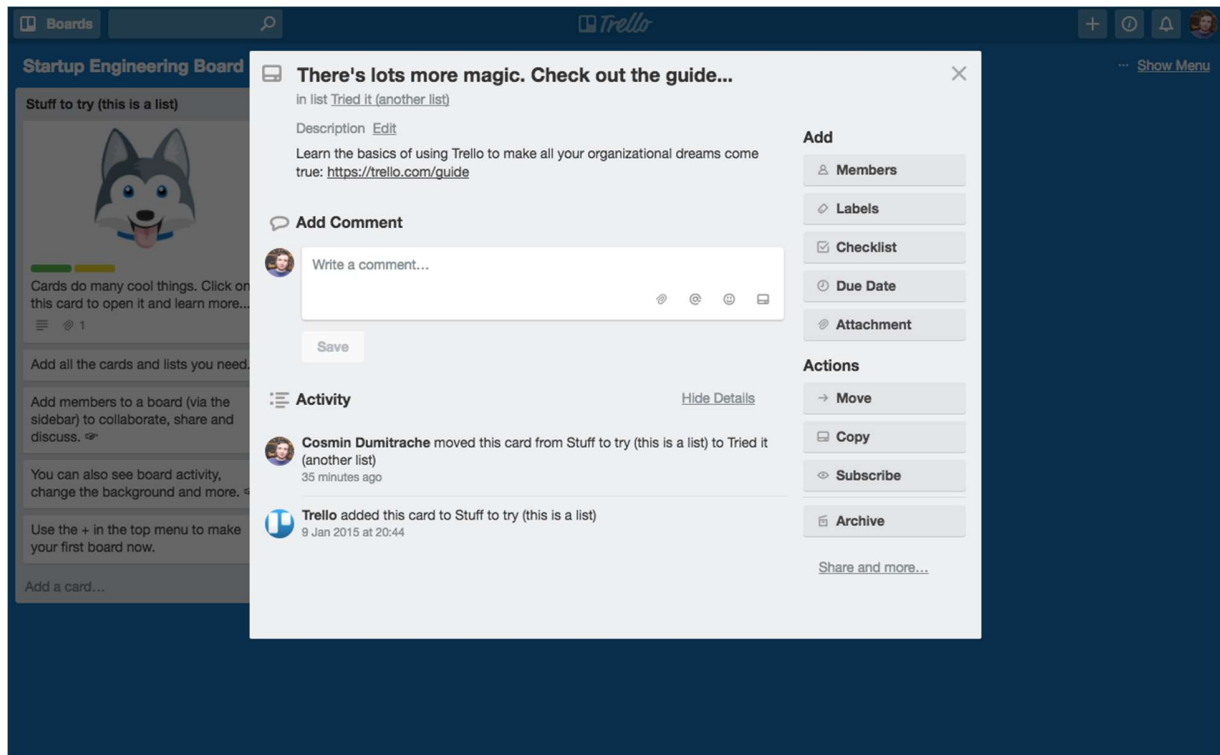 Boards
Trello
Startup Engineering Board
... Show Menu
Stuff to try (this is a list)
Cards do many cool things. Click on
this card to open it and learn more...
1
Add all the cards and lists you need.
Add members to a board (via the
sidebar) to collaborate, share and
discuss. ☞
You can also see board activity,
change the background and more.
Use the + in the top menu to make
your first board now.
Add a card...
There's lots more magic. Check out the guide...
in list Tried it (another list)
Description Edit
Learn the basics of using Trello to make all your organizational dreams come
true: https://trello.com/guide
Add Comment
Write a comment...
Save
Activity Hide Details
Cosmin Dumitrache moved this card from Stuff to try (this is a list) to Tried it
(another list)
35 minutes ago
Trello added this card to Stuff to try (this is a list)
9 Jan 2015 at 20:44
Add
Members
Labels
Checklist
Due Date
Attachment
Actions
Move
Copy
Subscribe
Archive
Share and more...